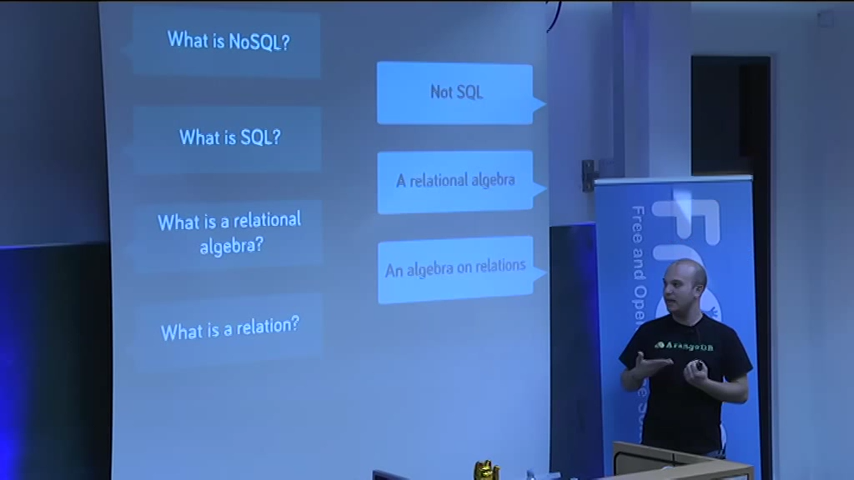 What is NoSQL?
Not SQL
What is SQL?
A relational algebra
What is a relational
algebra?
An algebra on relations
What is a relation?
Free and Open
ArangoDB